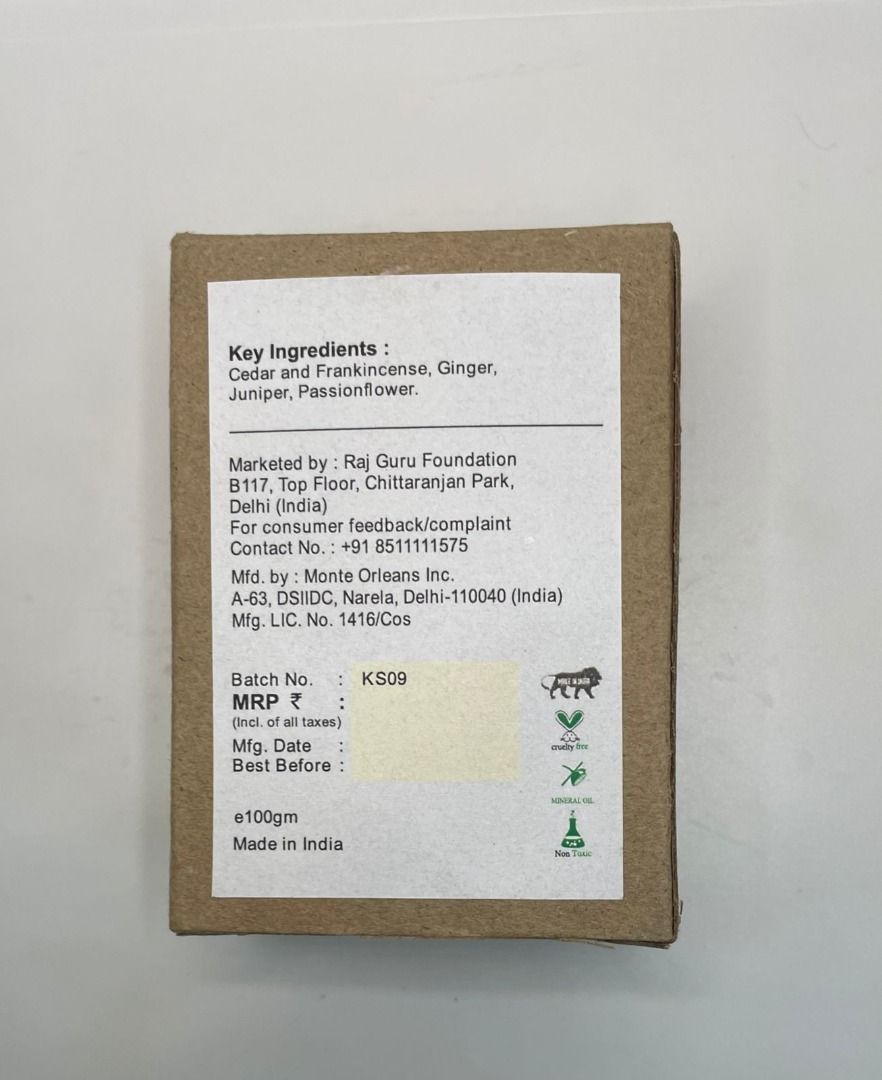 Key Ingredients :
Cedar and Frankincense, Ginger,
Juniper, Passionflower.
Marketed by : Raj Guru Foundation
B117, Top Floor, Chittaranjan Park,
Delhi (India)
For consumer feedback/complaint
Contact No. : +91 8511111575
Mfd. by : Monte Orleans Inc.
A-63, DSIIDC, Narela, Delhi-110040 (India)
Mfg. LIC. No. 1416/Cos
Batch No. : KS09
MRP ₹ :
(Incl. of all taxes)
Mfg. Date :
Best Before :
e100gm
Made in India
MADE IN INDIA
cruelty free
MINERAL OIL
Non Toxic